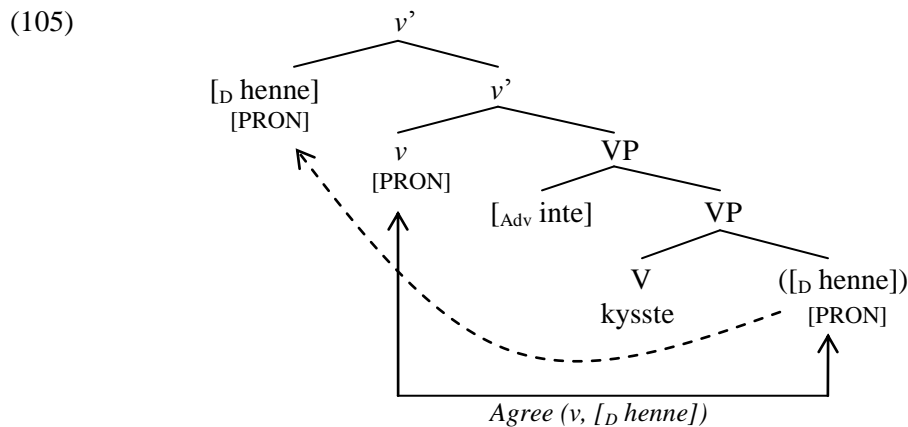 (105)
v’
[D henne]
[PRON]
v’
v
[PRON]
VP
[Adv inte]
VP
V
kysste
([D henne])
[PRON]
Agree (v, [D henne])